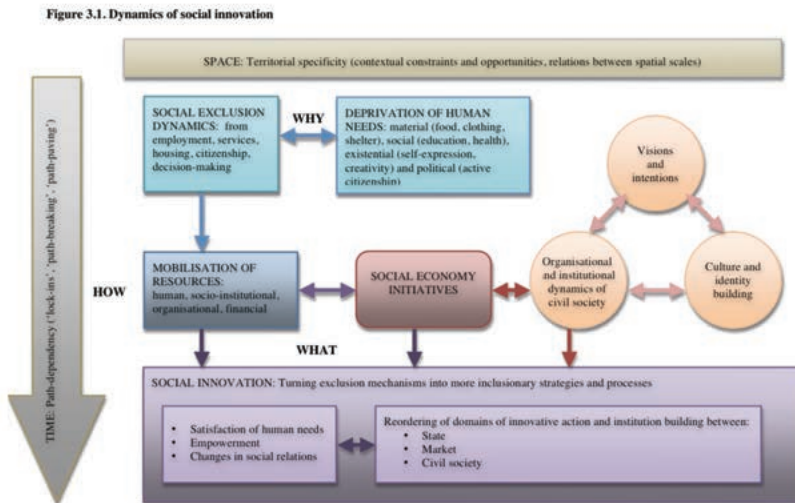 Figure 3.1. Dynamics of social innovation
SPACE: Territorial specificity (contextual constraints and opportunities, relations between spatial scales)
TIME: Path-dependency ('lock-ins', 'path-breaking', 'path-paving')
SOCIAL EXCLUSION
DYNAMICS: from
employment, services,
housing, citizenship,
decision-making
WHY
DEPRIVATION OF HUMAN
NEEDS: material (food, clothing,
shelter), social (education, health),
existential (self-expression,
creativity) and political (active
citizenship)
Visions
and
intentions
HOW
MOBILISATION OF
RESOURCES:
human, socio-institutional,
organisational, financial
SOCIAL ECONOMY
INITIATIVES
Organisational
and institutional
dynamics of
civil society
Culture and
identity
building
WHAT
SOCIAL INNOVATION: Turning exclusion mechanisms into more inclusionary strategies and processes
• Satisfaction of human needs
• Empowerment
• Changes in social relations
Reordering of domains of innovative action and institution building between:
• State
• Market
• Civil society